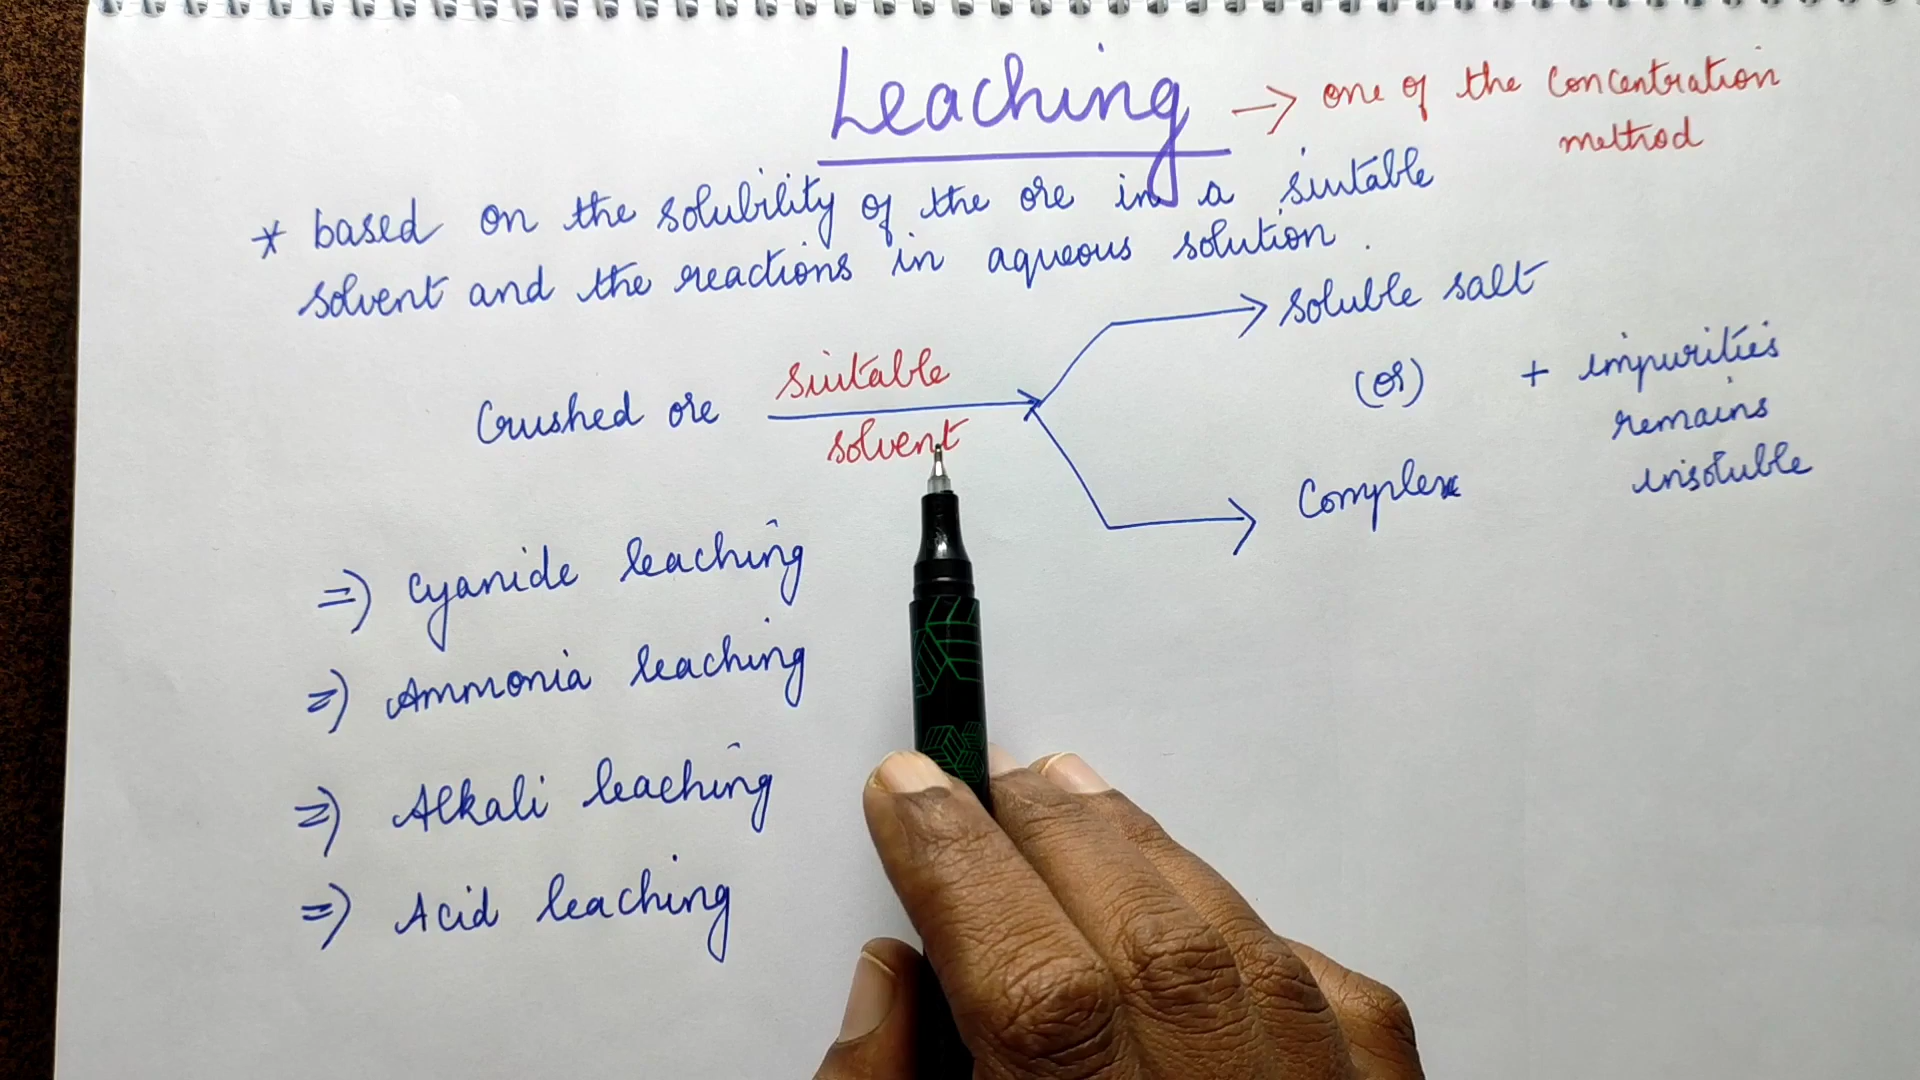 Leaching → one of the concentration
method
* based on the solubility of the ore in a suitable
solvent and the reactions in aqueous solution.
Crushed ore
suitable
solvent
soluble salt
(or)
Complex
+ impurities
remains
insoluble
⇒) Cyanide leaching
⇒) Ammonia leaching
⇒) Alkali leaching
⇒) Acid leaching